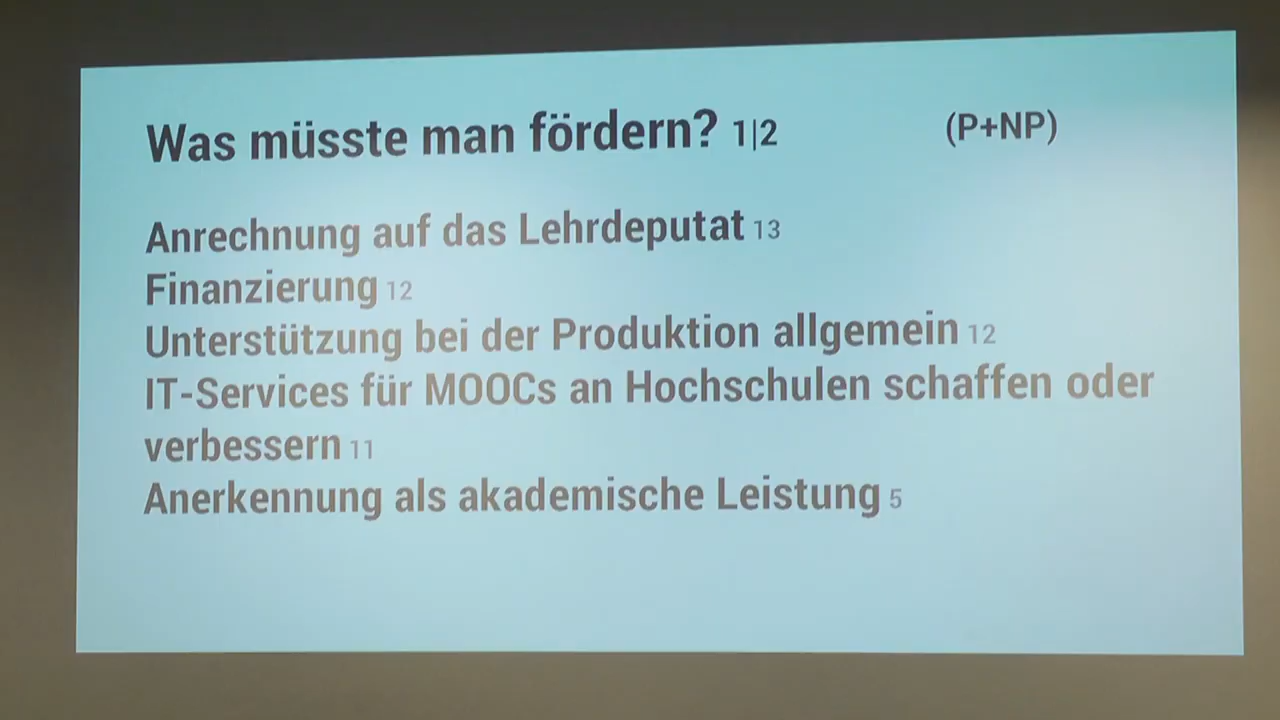 Was müsste man fördern? 1|2 (P+NP)
Anrechnung auf das Lehrdeputat 13
Finanzierung 12
Unterstützung bei der Produktion allgemein 12
IT-Services für MOOCs an Hochschulen schaffen oder
verbessern 11
Anerkennung als akademische Leistung 5